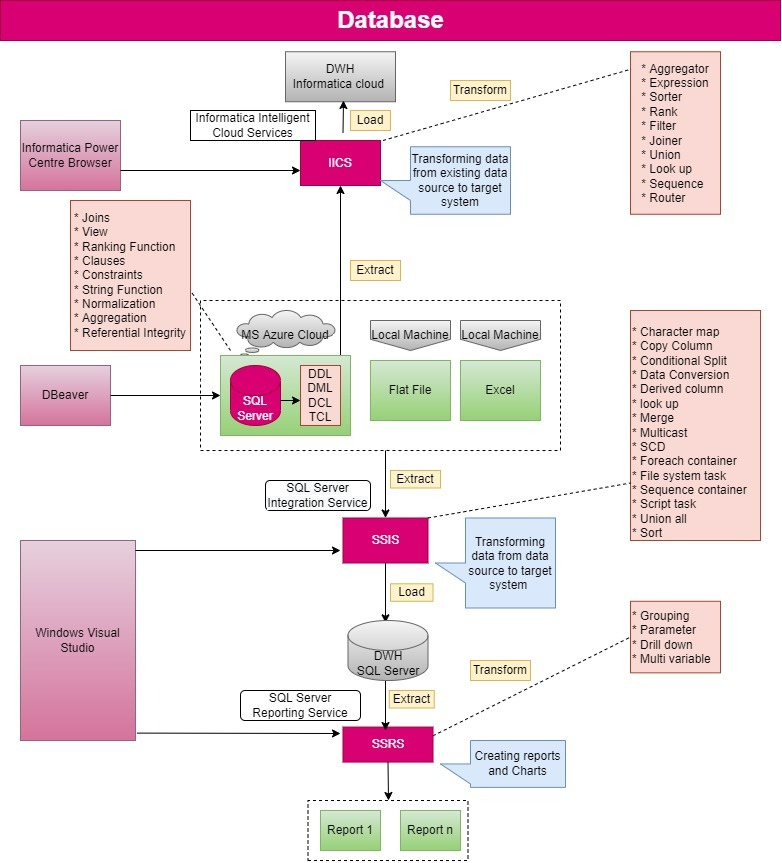 Database
DWH
Informatica cloud
Transform
* Aggregator
* Expression
* Sorter
* Rank
* Filter
* Joiner
* Union
* Look up
* Sequence
* Router
Load
Informatica Intelligent
Cloud Services
Informatica Power
Centre Browser
IICS
Transforming data
from existing data
source to target
system
* Joins
* View
* Ranking Function
* Clauses
* Constraints
* String Function
* Normalization
* Aggregation
* Referential Integrity
Extract
MS Azure Cloud
Local Machine
Local Machine
DBeaver
SQL
Server
DDL
DML
DCL
TCL
Flat File
Excel
* Character map
* Copy Column
* Conditional Split
* Data Conversion
* Derived column
* look up
* Merge
* Multicast
* SCD
* Foreach container
* File system task
* Sequence container
* Script task
* Union all
* Sort
Extract
SQL Server
Integration Service
SSIS
Transforming
data from data
source to target
system
Windows Visual
Studio
Load
DWH
SQL Server
* Grouping
* Parameter
* Drill down
* Multi variable
Transform
Extract
SQL Server
Reporting Service
SSRS
Creating reports
and Charts
Report 1
Report n